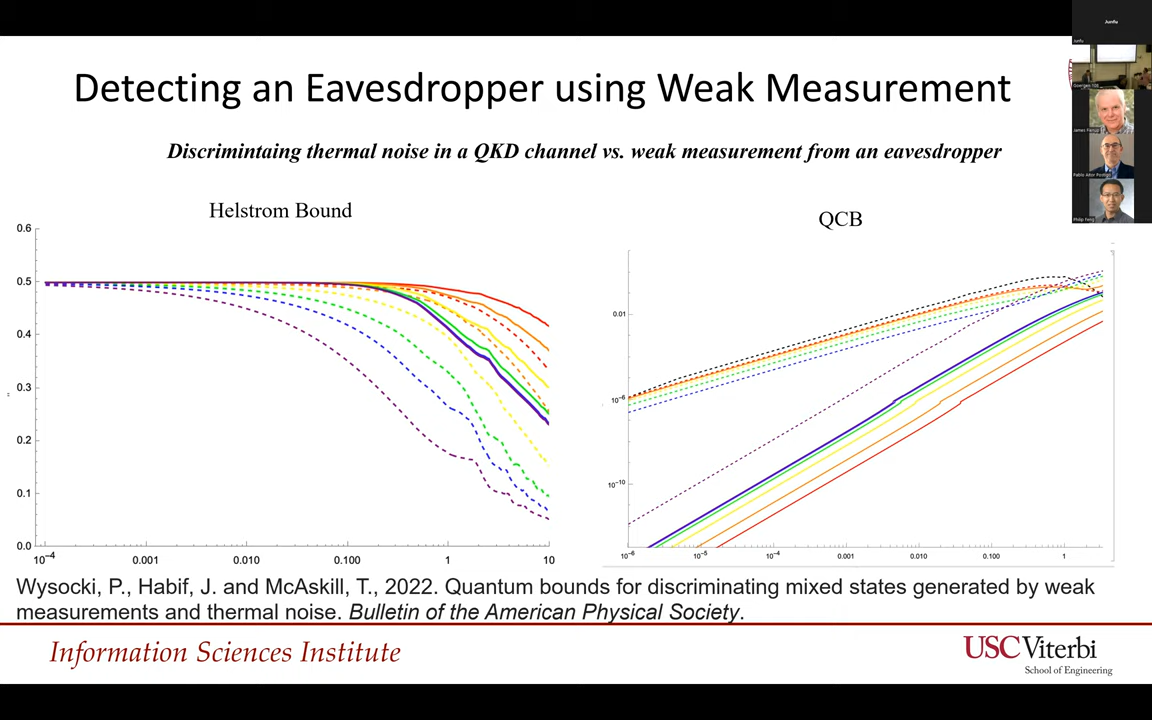 Junfu
Junfu
Detecting an Eavesdropper using Weak Measurement
Discrimintaing thermal noise in a QKD channel vs. weak measurement from an eavesdropper
Helstrom Bound
QCB
0.6
0.5
0.4
0.3
0.2
0.1
0.0
10⁻⁴
0.001
0.010
0.100
1
10
0.01
10⁻⁶
10⁻¹⁰
10⁻⁶
10⁻⁵
10⁻⁴
0.001
0.010
0.100
1
Wysocki, P., Habif, J. and McAskill, T., 2022. Quantum bounds for discriminating mixed states generated by weak
measurements and thermal noise. Bulletin of the American Physical Society.
Information Sciences Institute
USC Viterbi
School of Engineering
Philip Feng